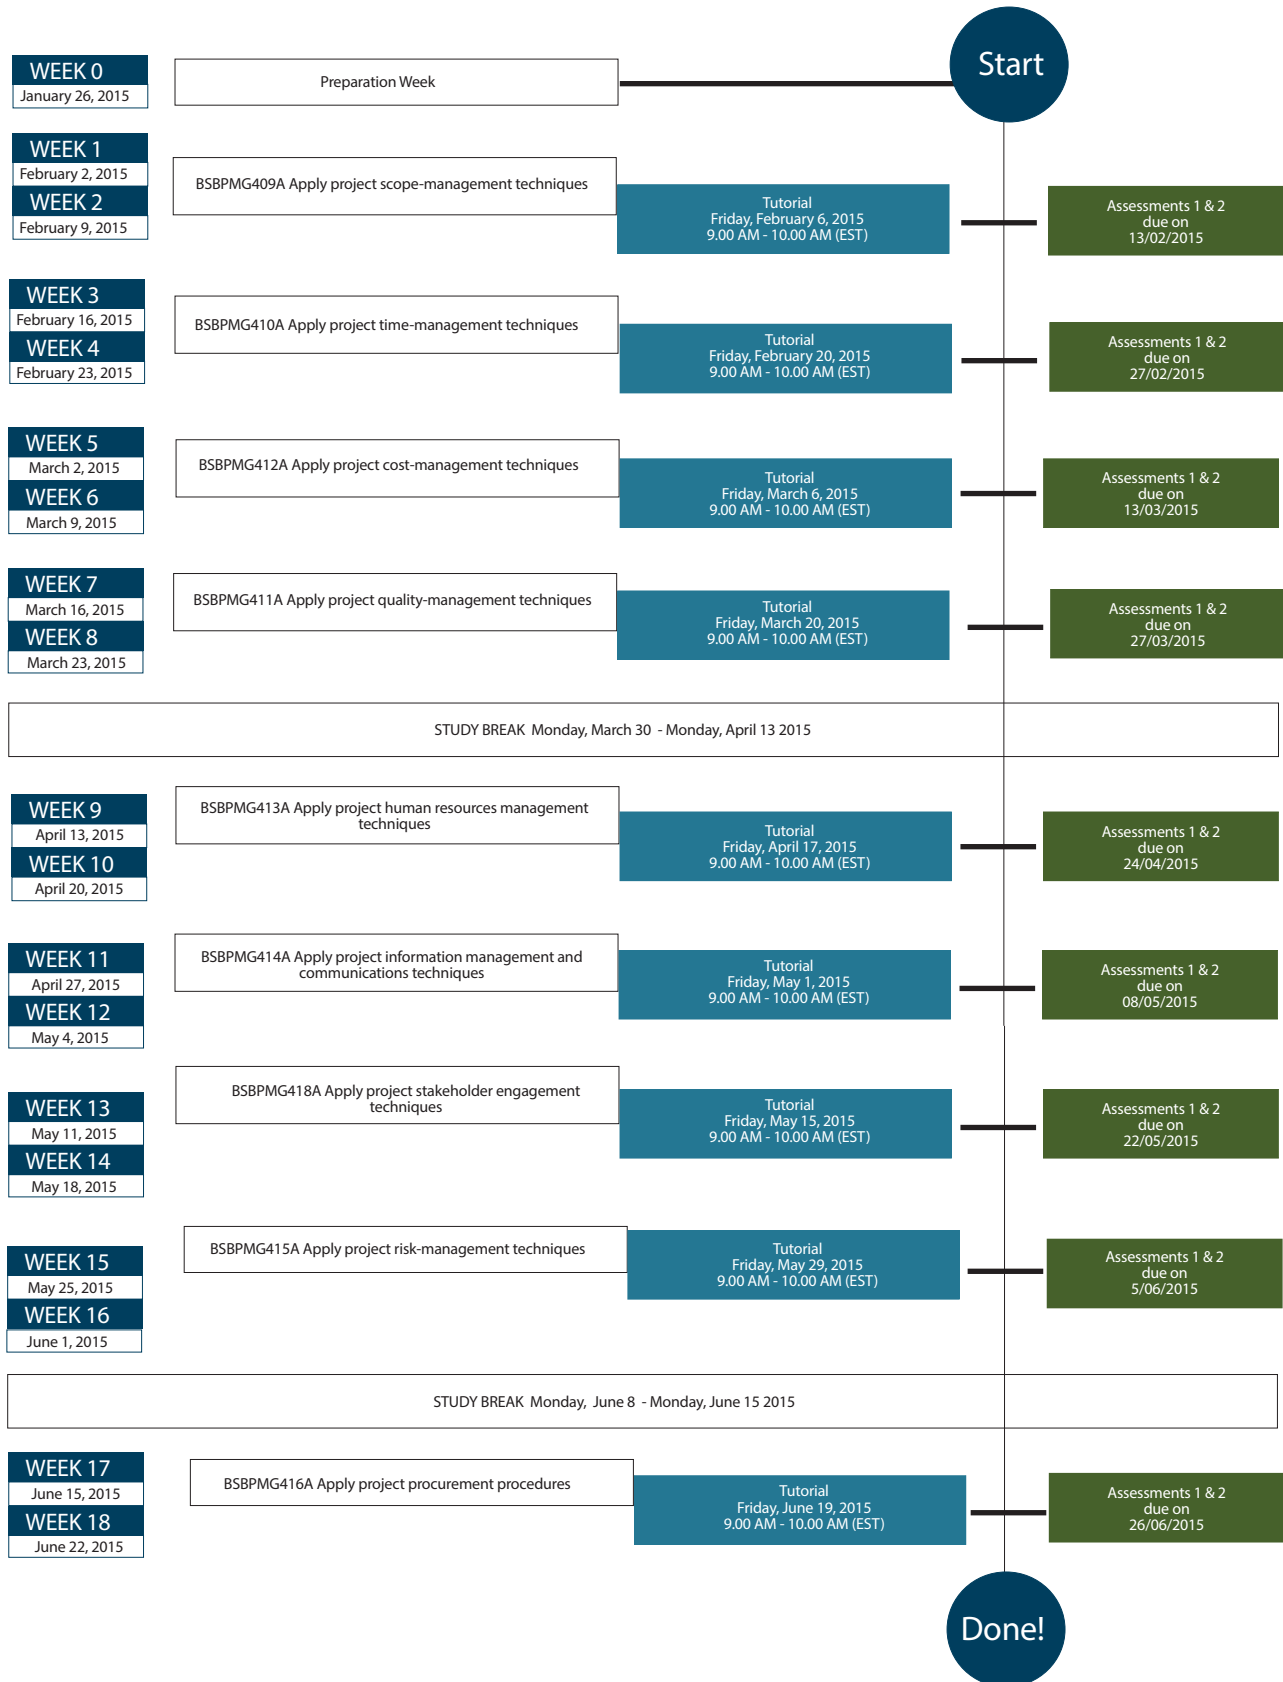 Start
WEEK 0
January 26, 2015
Preparation Week
WEEK 1
February 2, 2015
WEEK 2
February 9, 2015
BSBPMG409A Apply project scope-management techniques
Tutorial
Friday, February 6, 2015
9.00 AM - 10.00 AM (EST)
Assessments 1 & 2
due on
13/02/2015
WEEK 3
February 16, 2015
WEEK 4
February 23, 2015
BSBPMG410A Apply project time-management techniques
Tutorial
Friday, February 20, 2015
9.00 AM - 10.00 AM (EST)
Assessments 1 & 2
due on
27/02/2015
WEEK 5
March 2, 2015
WEEK 6
March 9, 2015
BSBPMG412A Apply project cost-management techniques
Tutorial
Friday, March 6, 2015
9.00 AM - 10.00 AM (EST)
Assessments 1 & 2
due on
13/03/2015
WEEK 7
March 16, 2015
WEEK 8
March 23, 2015
BSBPMG411A Apply project quality-management techniques
Tutorial
Friday, March 20, 2015
9.00 AM - 10.00 AM (EST)
Assessments 1 & 2
due on
27/03/2015
STUDY BREAK Monday, March 30 - Monday, April 13 2015
WEEK 9
April 13, 2015
WEEK 10
April 20, 2015
BSBPMG413A Apply project human resources management
techniques
Tutorial
Friday, April 17, 2015
9.00 AM - 10.00 AM (EST)
Assessments 1 & 2
due on
24/04/2015
WEEK 11
April 27, 2015
WEEK 12
May 4, 2015
BSBPMG414A Apply project information management and
communications techniques
Tutorial
Friday, May 1, 2015
9.00 AM - 10.00 AM (EST)
Assessments 1 & 2
due on
08/05/2015
WEEK 13
May 11, 2015
WEEK 14
May 18, 2015
BSBPMG418A Apply project stakeholder engagement
techniques
Tutorial
Friday, May 15, 2015
9.00 AM - 10.00 AM (EST)
Assessments 1 & 2
due on
22/05/2015
WEEK 15
May 25, 2015
WEEK 16
June 1, 2015
BSBPMG415A Apply project risk-management techniques
Tutorial
Friday, May 29, 2015
9.00 AM - 10.00 AM (EST)
Assessments 1 & 2
due on
5/06/2015
STUDY BREAK Monday, June 8 - Monday, June 15 2015
WEEK 17
June 15, 2015
WEEK 18
June 22, 2015
BSBPMG416A Apply project procurement procedures
Tutorial
Friday, June 19, 2015
9.00 AM - 10.00 AM (EST)
Assessments 1 & 2
due on
26/06/2015
Done!